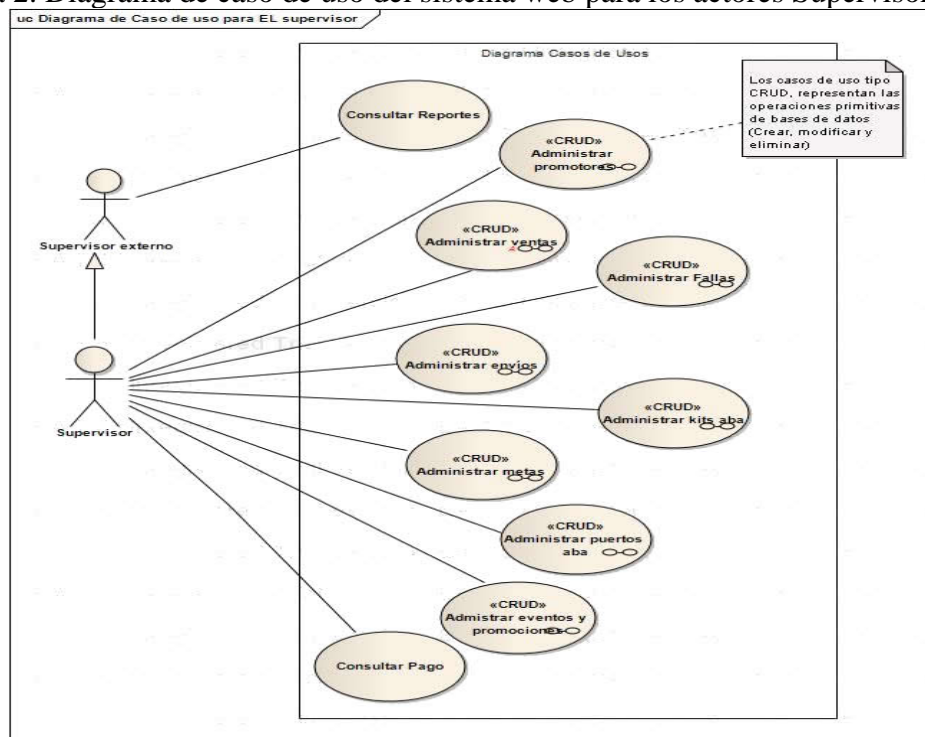 2. Diagrama de caso de uso del sistema web para los actores Supervisor
uc Diagrama de Caso de uso para EL supervisor
Diagrama Casos de Usos
Los casos de uso tipo
CRUD, representan las
operaciones primitivas
de bases de datos
(Crear, modificar y
eliminar)
Consultar Reportes
«CRUD»
Administrar
promotores
Supervisor externo
«CRUD»
Administrar ventas
«CRUD»
Administrar Fallas
«CRUD»
Administrar envíos
Supervisor
«CRUD»
Administrar kits aba
«CRUD»
Administrar metas
«CRUD»
Administrar puertos
aba
«CRUD»
Admistrar eventos y
promociones
Consultar Pago